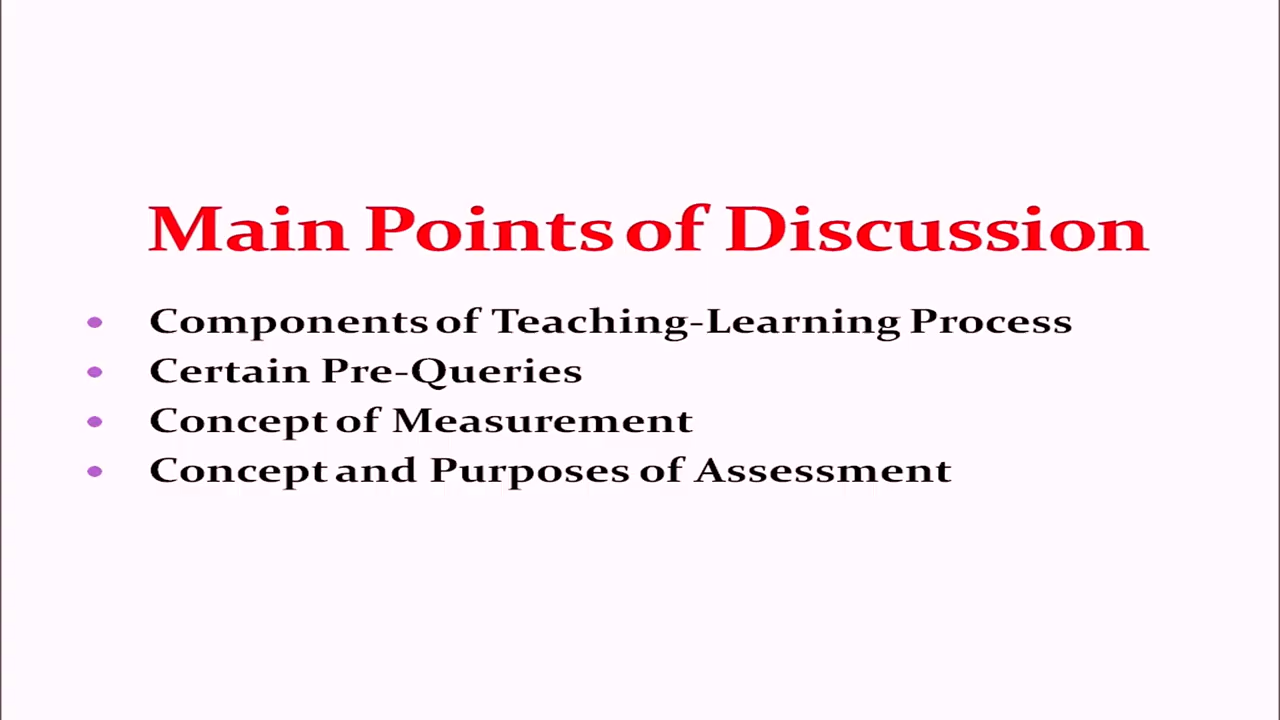 Main Points of Discussion
• Components of Teaching-Learning Process
• Certain Pre-Queries
• Concept of Measurement
• Concept and Purposes of Assessment